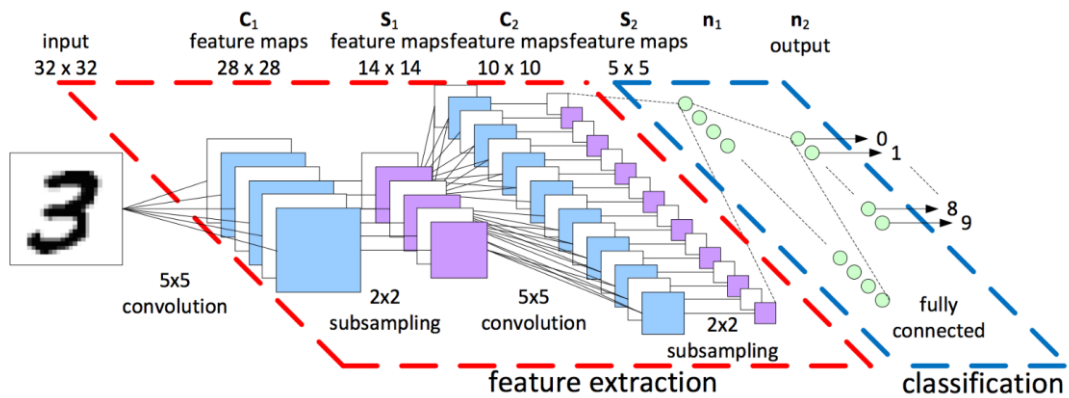 input
32 x 32
C1
feature maps
28 x 28
S1
feature maps
14 x 14
C2
feature maps
10 x 10
S2
feature maps
5 x 5
n1
n2
output
0
1
8
9
5x5
convolution
2x2
subsampling
5x5
convolution
2x2
subsampling
fully
connected
feature extraction
classification
3